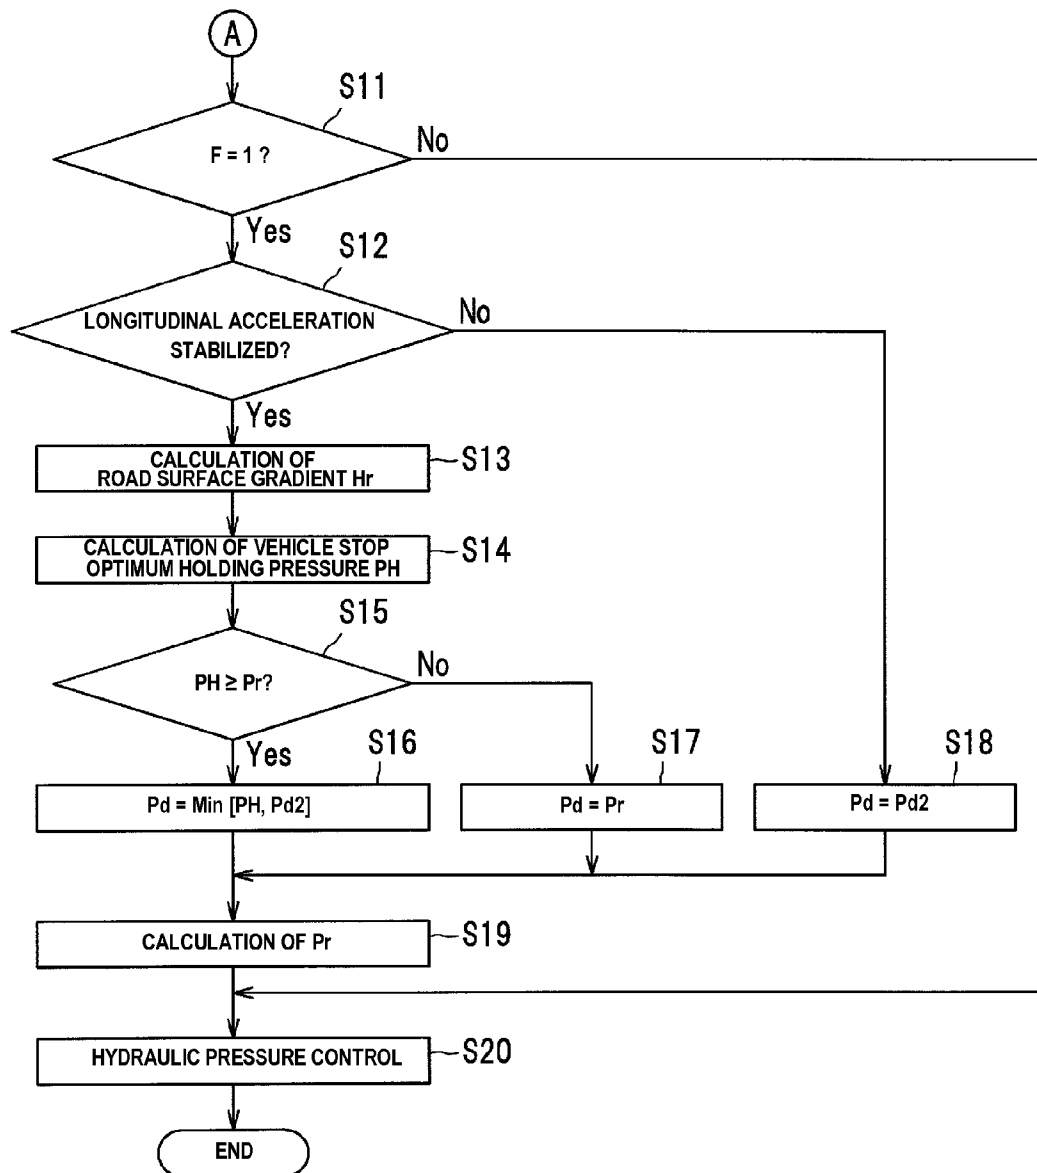 A
S11
F = 1 ?
No
Yes
S12
LONGITUDINAL ACCELERATION
STABILIZED?
No
Yes
CALCULATION OF
ROAD SURFACE GRADIENT Hr
S13
CALCULATION OF VEHICLE STOP
OPTIMUM HOLDING PRESSURE PH
S14
S15
PH ≥ Pr?
No
Yes
S16
S17
S18
Pd = Min [PH, Pd2]
Pd = Pr
Pd = Pd2
CALCULATION OF Pr
S19
HYDRAULIC PRESSURE CONTROL
S20
END